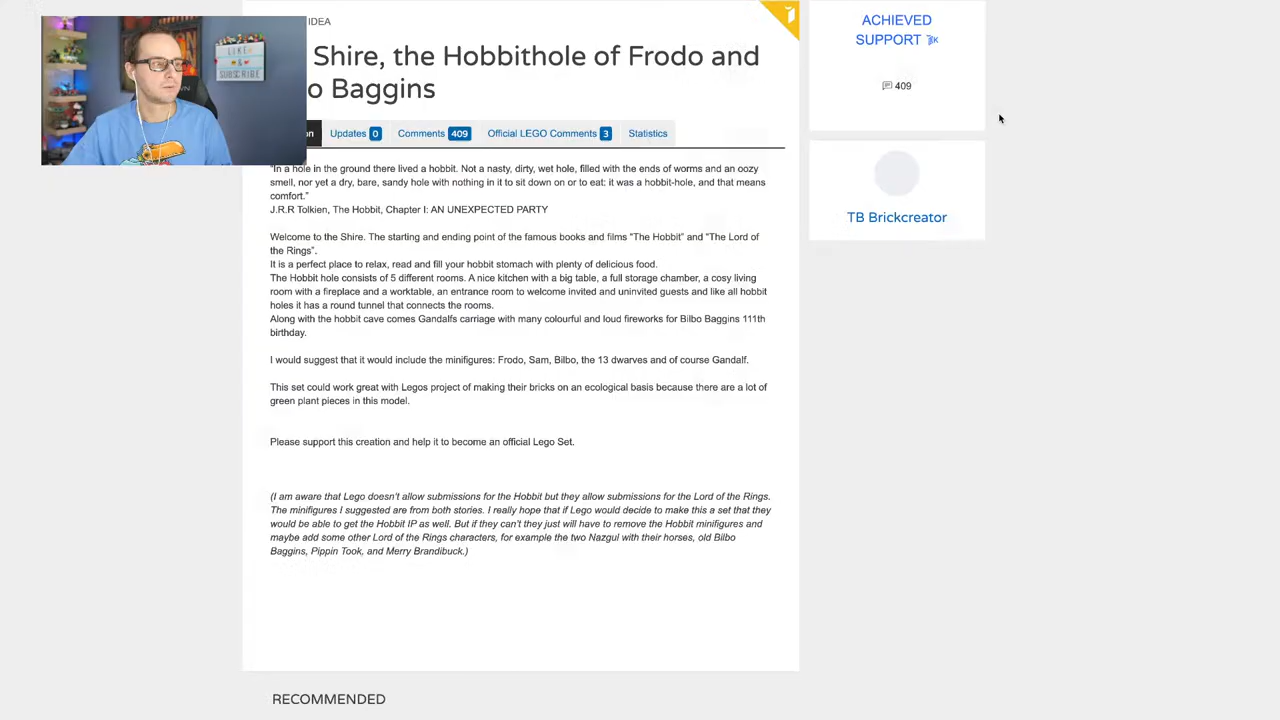 IDEA
Shire, the Hobbithole of Frodo and
o Baggins
on
Updates 0
Comments 409
Official LEGO Comments 3
Statistics
"In a hole in the ground there lived a hobbit. Not a nasty, dirty, wet hole, filled with the ends of worms and an oozy
smell, nor yet a dry, bare, sandy hole with nothing in it to sit down on or to eat: it was a hobbit-hole, and that means
comfort."
J.R.R Tolkien, The Hobbit, Chapter I: AN UNEXPECTED PARTY
Welcome to the Shire. The starting and ending point of the famous books and films "The Hobbit" and "The Lord of
the Rings".
It is a perfect place to relax, read and fill your hobbit stomach with plenty of delicious food.
The Hobbit hole consists of 5 different rooms. A nice kitchen with a big table, a full storage chamber, a cosy living
room with a fireplace and a worktable, an entrance room to welcome invited and uninvited guests and like all hobbit
holes it has a round tunnel that connects the rooms.
Along with the hobbit cave comes Gandalfs carriage with many colourful and loud fireworks for Bilbo Baggins 111th
birthday.
I would suggest that it would include the minifigures: Frodo, Sam, Bilbo, the 13 dwarves and of course Gandalf.
This set could work great with Legos project of making their bricks on an ecological basis because there are a lot of
green plant pieces in this model.
Please support this creation and help it to become an official Lego Set.
(I am aware that Lego doesn't allow submissions for the Hobbit but they allow submissions for the Lord of the Rings.
The minifigures I suggested are from both stories. I really hope that if Lego would decide to make this a set that they
would be able to get the Hobbit IP as well. But if they can't they just will have to remove the Hobbit minifigures and
maybe add some other Lord of the Rings characters, for example the two Nazgul with their horses, old Bilbo
Baggins, Pippin Took, and Merry Brandibuck.)
RECOMMENDED
ACHIEVED
SUPPORT
409
TB Brickcreator
LIKE
&
SUBSCRIBE